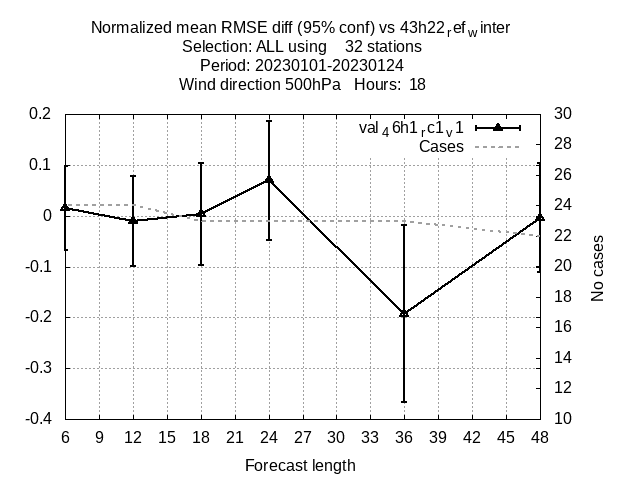 Normalized mean RMSE diff (95% conf) vs 43h22refwinter
Selection: ALL using 32 stations
Period: 20230101-20230124
Wind direction 500hPa Hours: 18
val46h1rc1v1
Cases
0.2
0.1
0
-0.1
-0.2
-0.3
-0.4
30
28
26
24
22
20
18
16
14
12
10
No cases
6 9 12 15 18 21 24 27 30 33 36 39 42 45 48
Forecast length